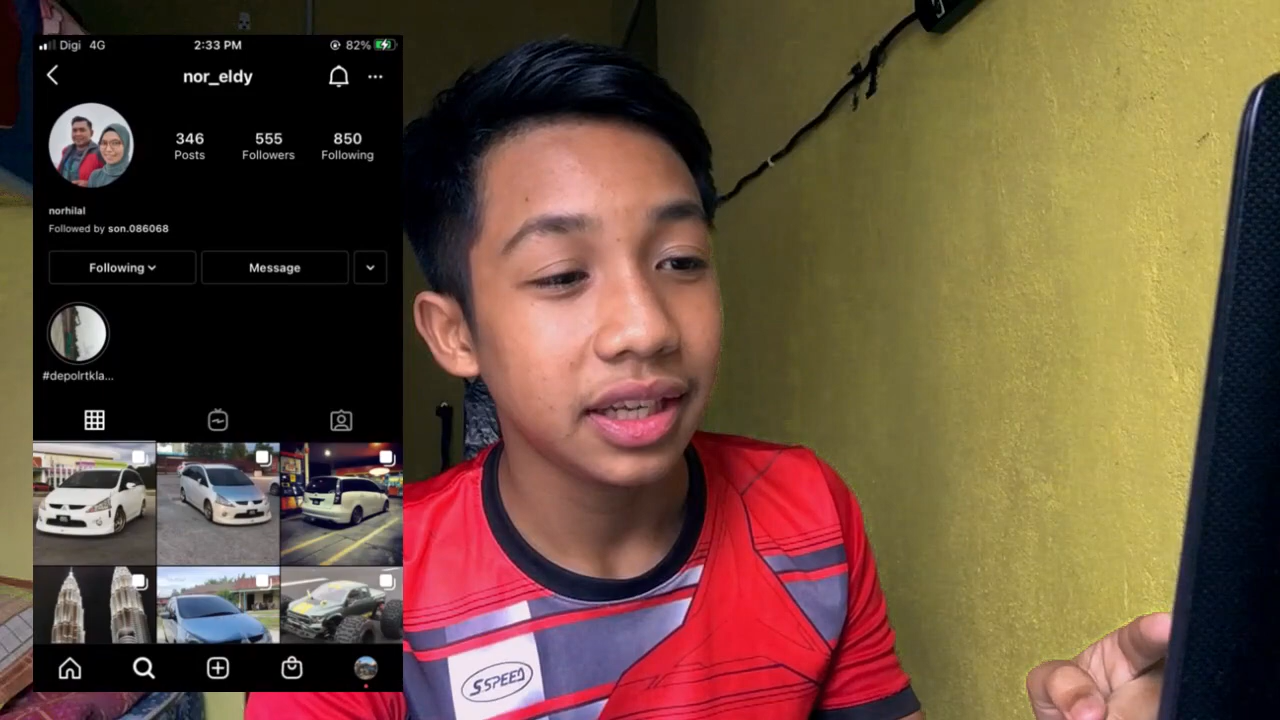 Digi 4G 2:33 PM 82%
nor_eldy
346 555 850
Posts Followers Following
norhilal
Followed by son.086068
Following Message
#depolrtkla...
S.SPEED